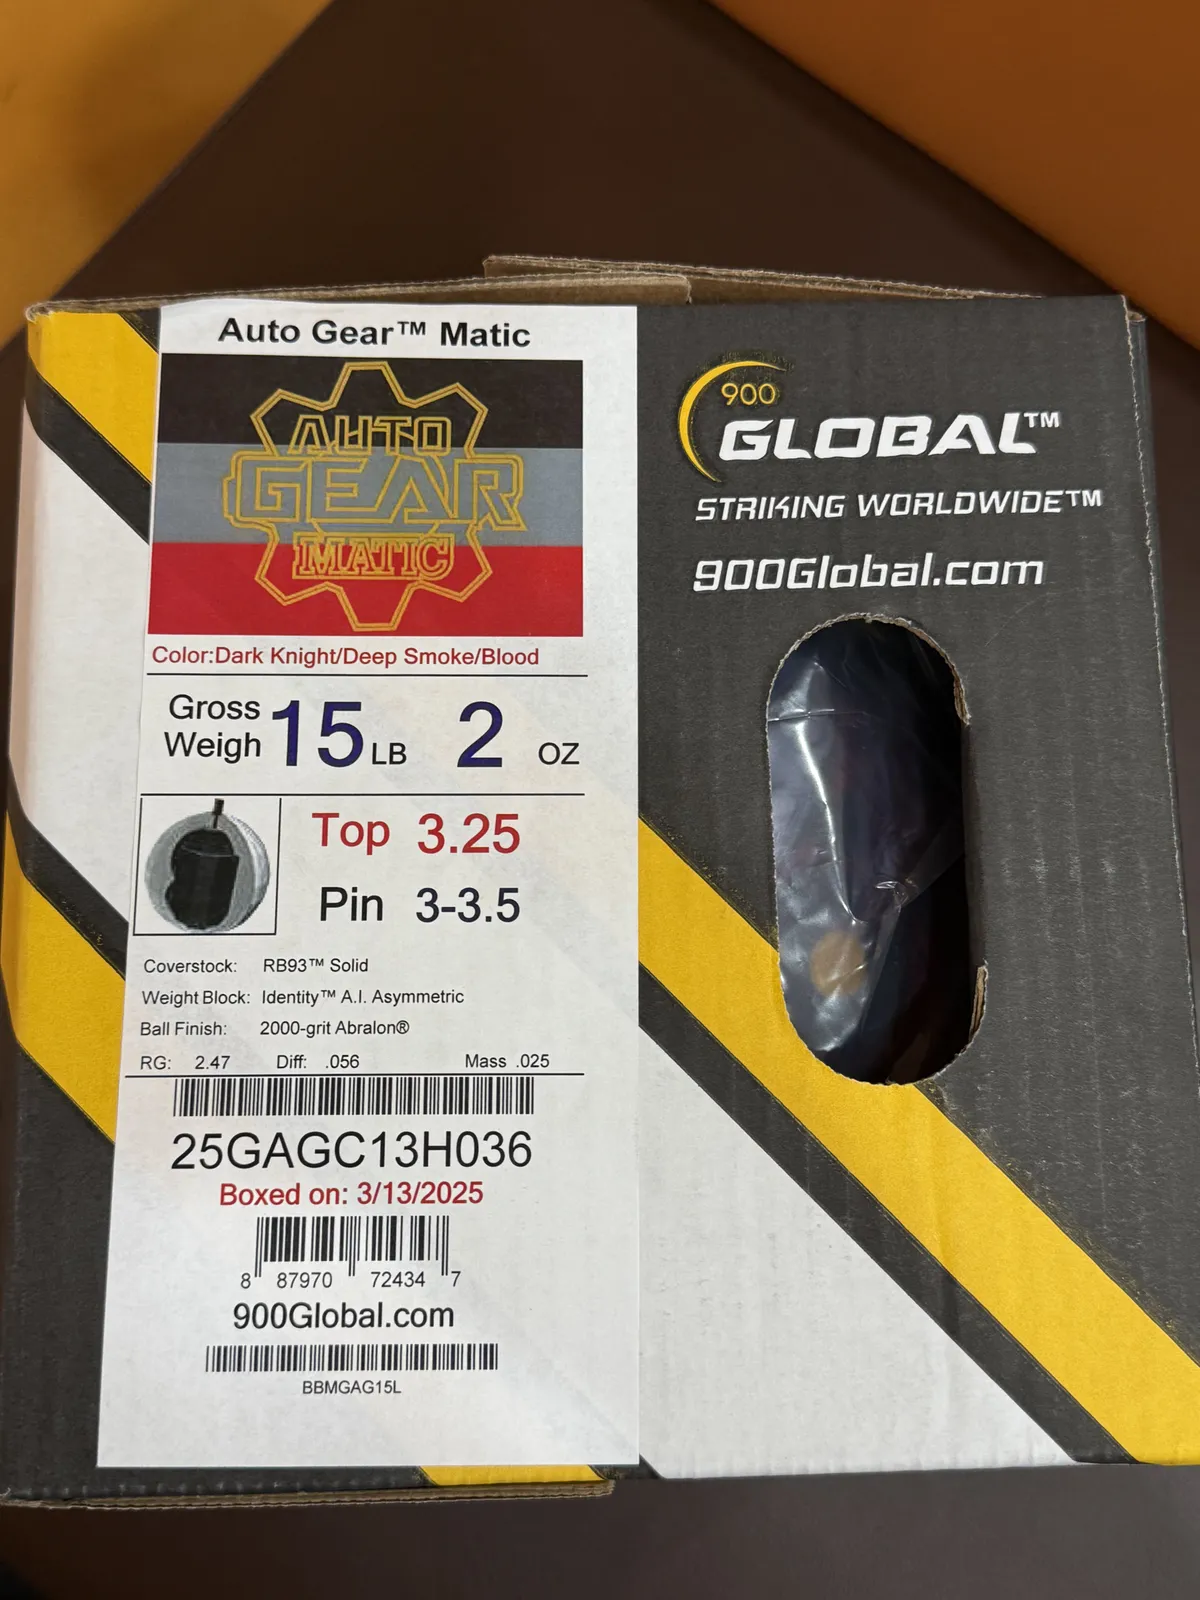 Auto Gear™ Matic
AUTO
GEAR
MATIC
Color:Dark Knight/Deep Smoke/Blood
Gross Weigh 15 LB 2 OZ
Top 3.25
Pin 3-3.5
Coverstock: RB93™ Solid
Weight Block: Identity™ A.I. Asymmetric
Ball Finish: 2000-grit Abralon®
RG: 2.47 Diff: .056 Mass .025
25GAGC13H036
Boxed on: 3/13/2025
8 87970 72434 7
900Global.com
BBMGAG15L
900
GLOBAL™
STRIKING WORLDWIDE™
900Global.com